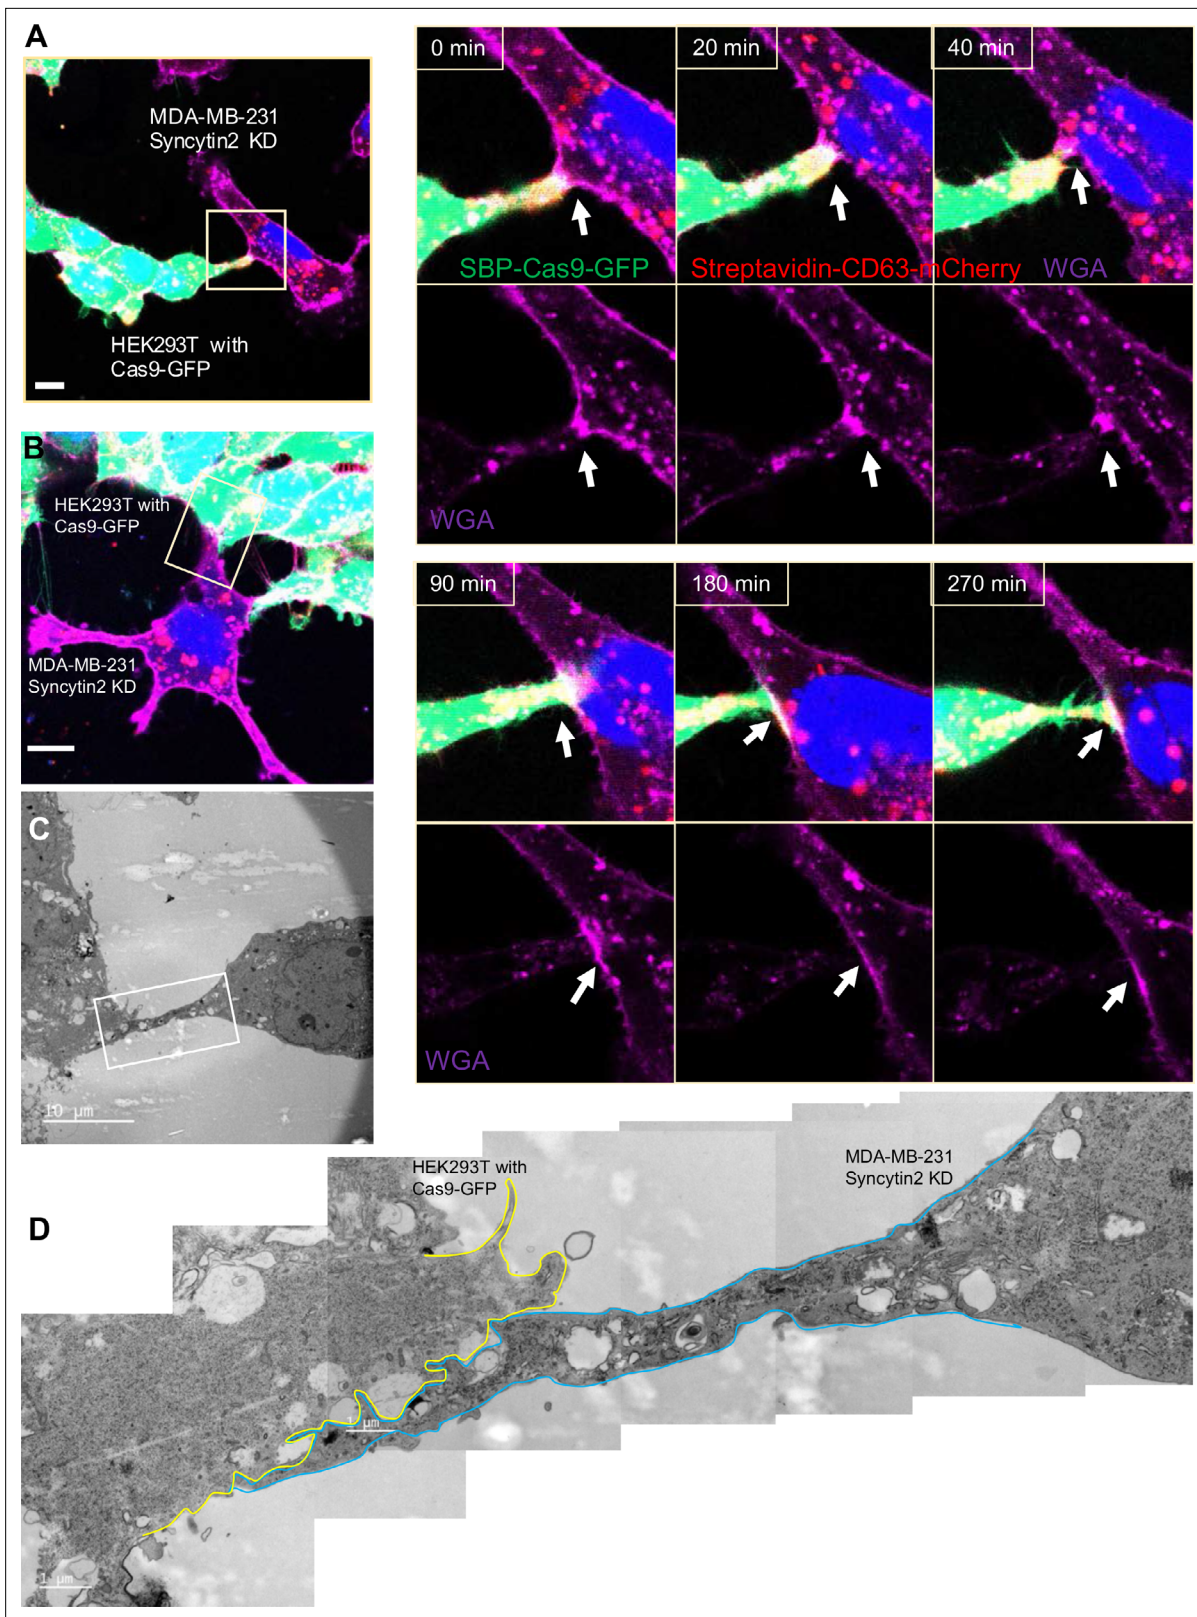 A
MDA-MB-231
Syncytin2 KD
HEK293T with
Cas9-GFP
0 min
20 min
40 min
SBP-Cas9-GFP
Streptavidin-CD63-mCherry
WGA
WGA
B
HEK293T with
Cas9-GFP
MDA-MB-231
Syncytin2 KD
90 min
180 min
270 min
WGA
C
10 µm
D
HEK293T with
Cas9-GFP
MDA-MB-231
Syncytin2 KD
1 µm
1 µm